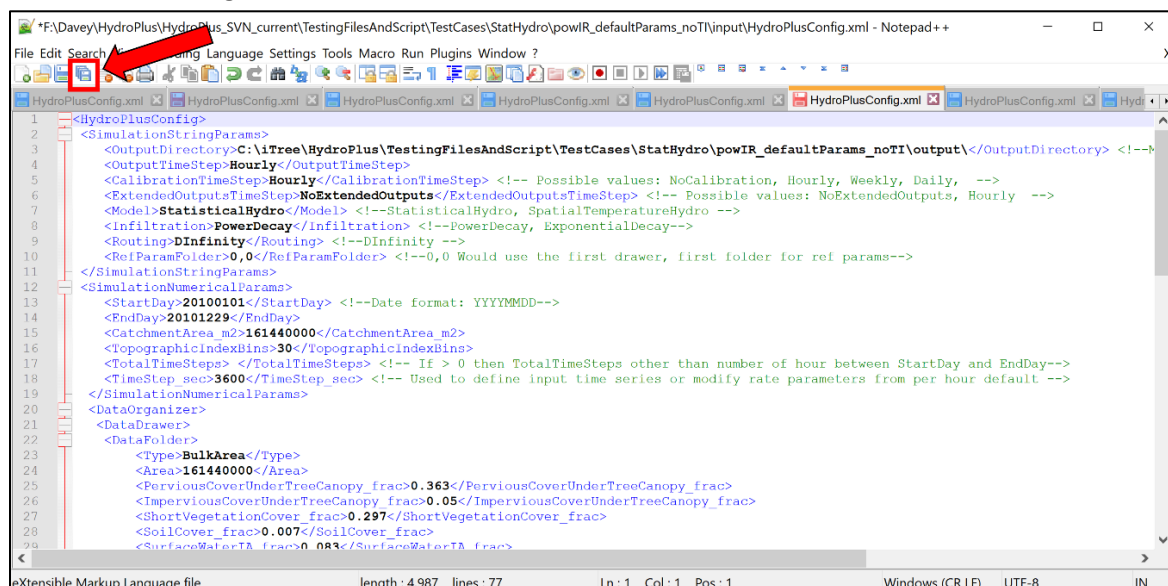 *F:\Davey\HydroPlus\HydroPlus_SVN_current\TestingFilesAndScript\TestCases\StatHydro\powIR_defaultParams_noTI\input\HydroPlusConfig.xml - Notepad++
File Edit Search Language Settings Tools Macro Run Plugins Window ?
HydroPlusConfig.xml HydroPlusConfig.xml HydroPlusConfig.xml HydroPlusConfig.xml HydroPlusConfig.xml HydroPlusConfig.xml HydroPlusConfig.xml
1 <HydroPlusConfig>
2 <SimulationStringParams>
3 <OutputDirectory>C:\iTree\HydroPlus\TestingFilesAndScript\TestCases\StatHydro\powIR_defaultParams_noTI\output\</OutputDirectory> <!--M
4 <OutputTimeStep>Hourly</OutputTimeStep>
5 <CalibrationTimeStep>Hourly</CalibrationTimeStep> <!-- Possible values: NoCalibration, Hourly, Weekly, Daily, -->
6 <ExtendedOutputsTimeStep>NoExtendedOutputs</ExtendedOutputsTimeStep> <!-- Possible values: NoExtendedOutputs, Hourly -->
7 <Model>StatisticalHydro</Model> <!--StatisticalHydro, SpatialTemperatureHydro -->
8 <Infiltration>PowerDecay</Infiltration> <!--PowerDecay, ExponentialDecay-->
9 <Routing>DInfinity</Routing> <!--DInfinity -->
10 <RefParamFolder>0,0</RefParamFolder> <!--0,0 Would use the first drawer, first folder for ref params-->
11 </SimulationStringParams>
12 <SimulationNumericalParams>
13 <StartDay>20100101</StartDay> <!--Date format: YYYYMMDD-->
14 <EndDay>20101229</EndDay>
15 <CatchmentArea_m2>161440000</CatchmentArea_m2>
16 <TopographicIndexBins>30</TopographicIndexBins>
17 <TotalTimeSteps> </TotalTimeSteps> <!-- If > 0 then TotalTimeSteps other than number of hour between StartDay and EndDay-->
18 <TimeStep_sec>3600</TimeStep_sec> <!-- Used to define input time series or modify rate parameters from per hour default -->
19 </SimulationNumericalParams>
20 <DataOrganizer>
21 <DataDrawer>
22 <DataFolder>
23 <Type>BulkArea</Type>
24 <Area>161440000</Area>
25 <PerviousCoverUnderTreeCanopy_frac>0.363</PerviousCoverUnderTreeCanopy_frac>
26 <ImperviousCoverUnderTreeCanopy_frac>0.05</ImperviousCoverUnderTreeCanopy_frac>
27 <ShortVegetationCover_frac>0.297</ShortVegetationCover_frac>
28 <SoilCover_frac>0.007</SoilCover_frac>
29 <SurfaceWaterIA_frac>0.083</SurfaceWaterIA_frac>
eXtensible Markup Language file length : 4,987 lines : 77 Ln : 1 Col : 1 Pos : 1 Windows (CR LF) UTF-8 IN